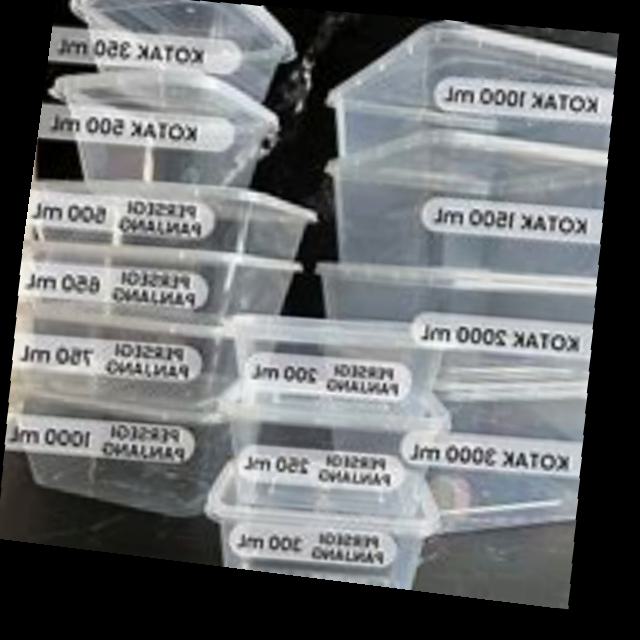 KOTAK 350 mL
KOTAK 500 mL
PERSEGI
PANJANG 500 mL
PERSEGI
PANJANG 650 mL
PERSEGI
PANJANG 750 mL
PERSEGI
PANJANG 1000 mL
PERSEGI
PANJANG 200 mL
PERSEGI
PANJANG 250 mL
PERSEGI
PANJANG 300 mL
KOTAK 1000 mL
KOTAK 1500 mL
KOTAK 2000 mL
KOTAK 3000 mL